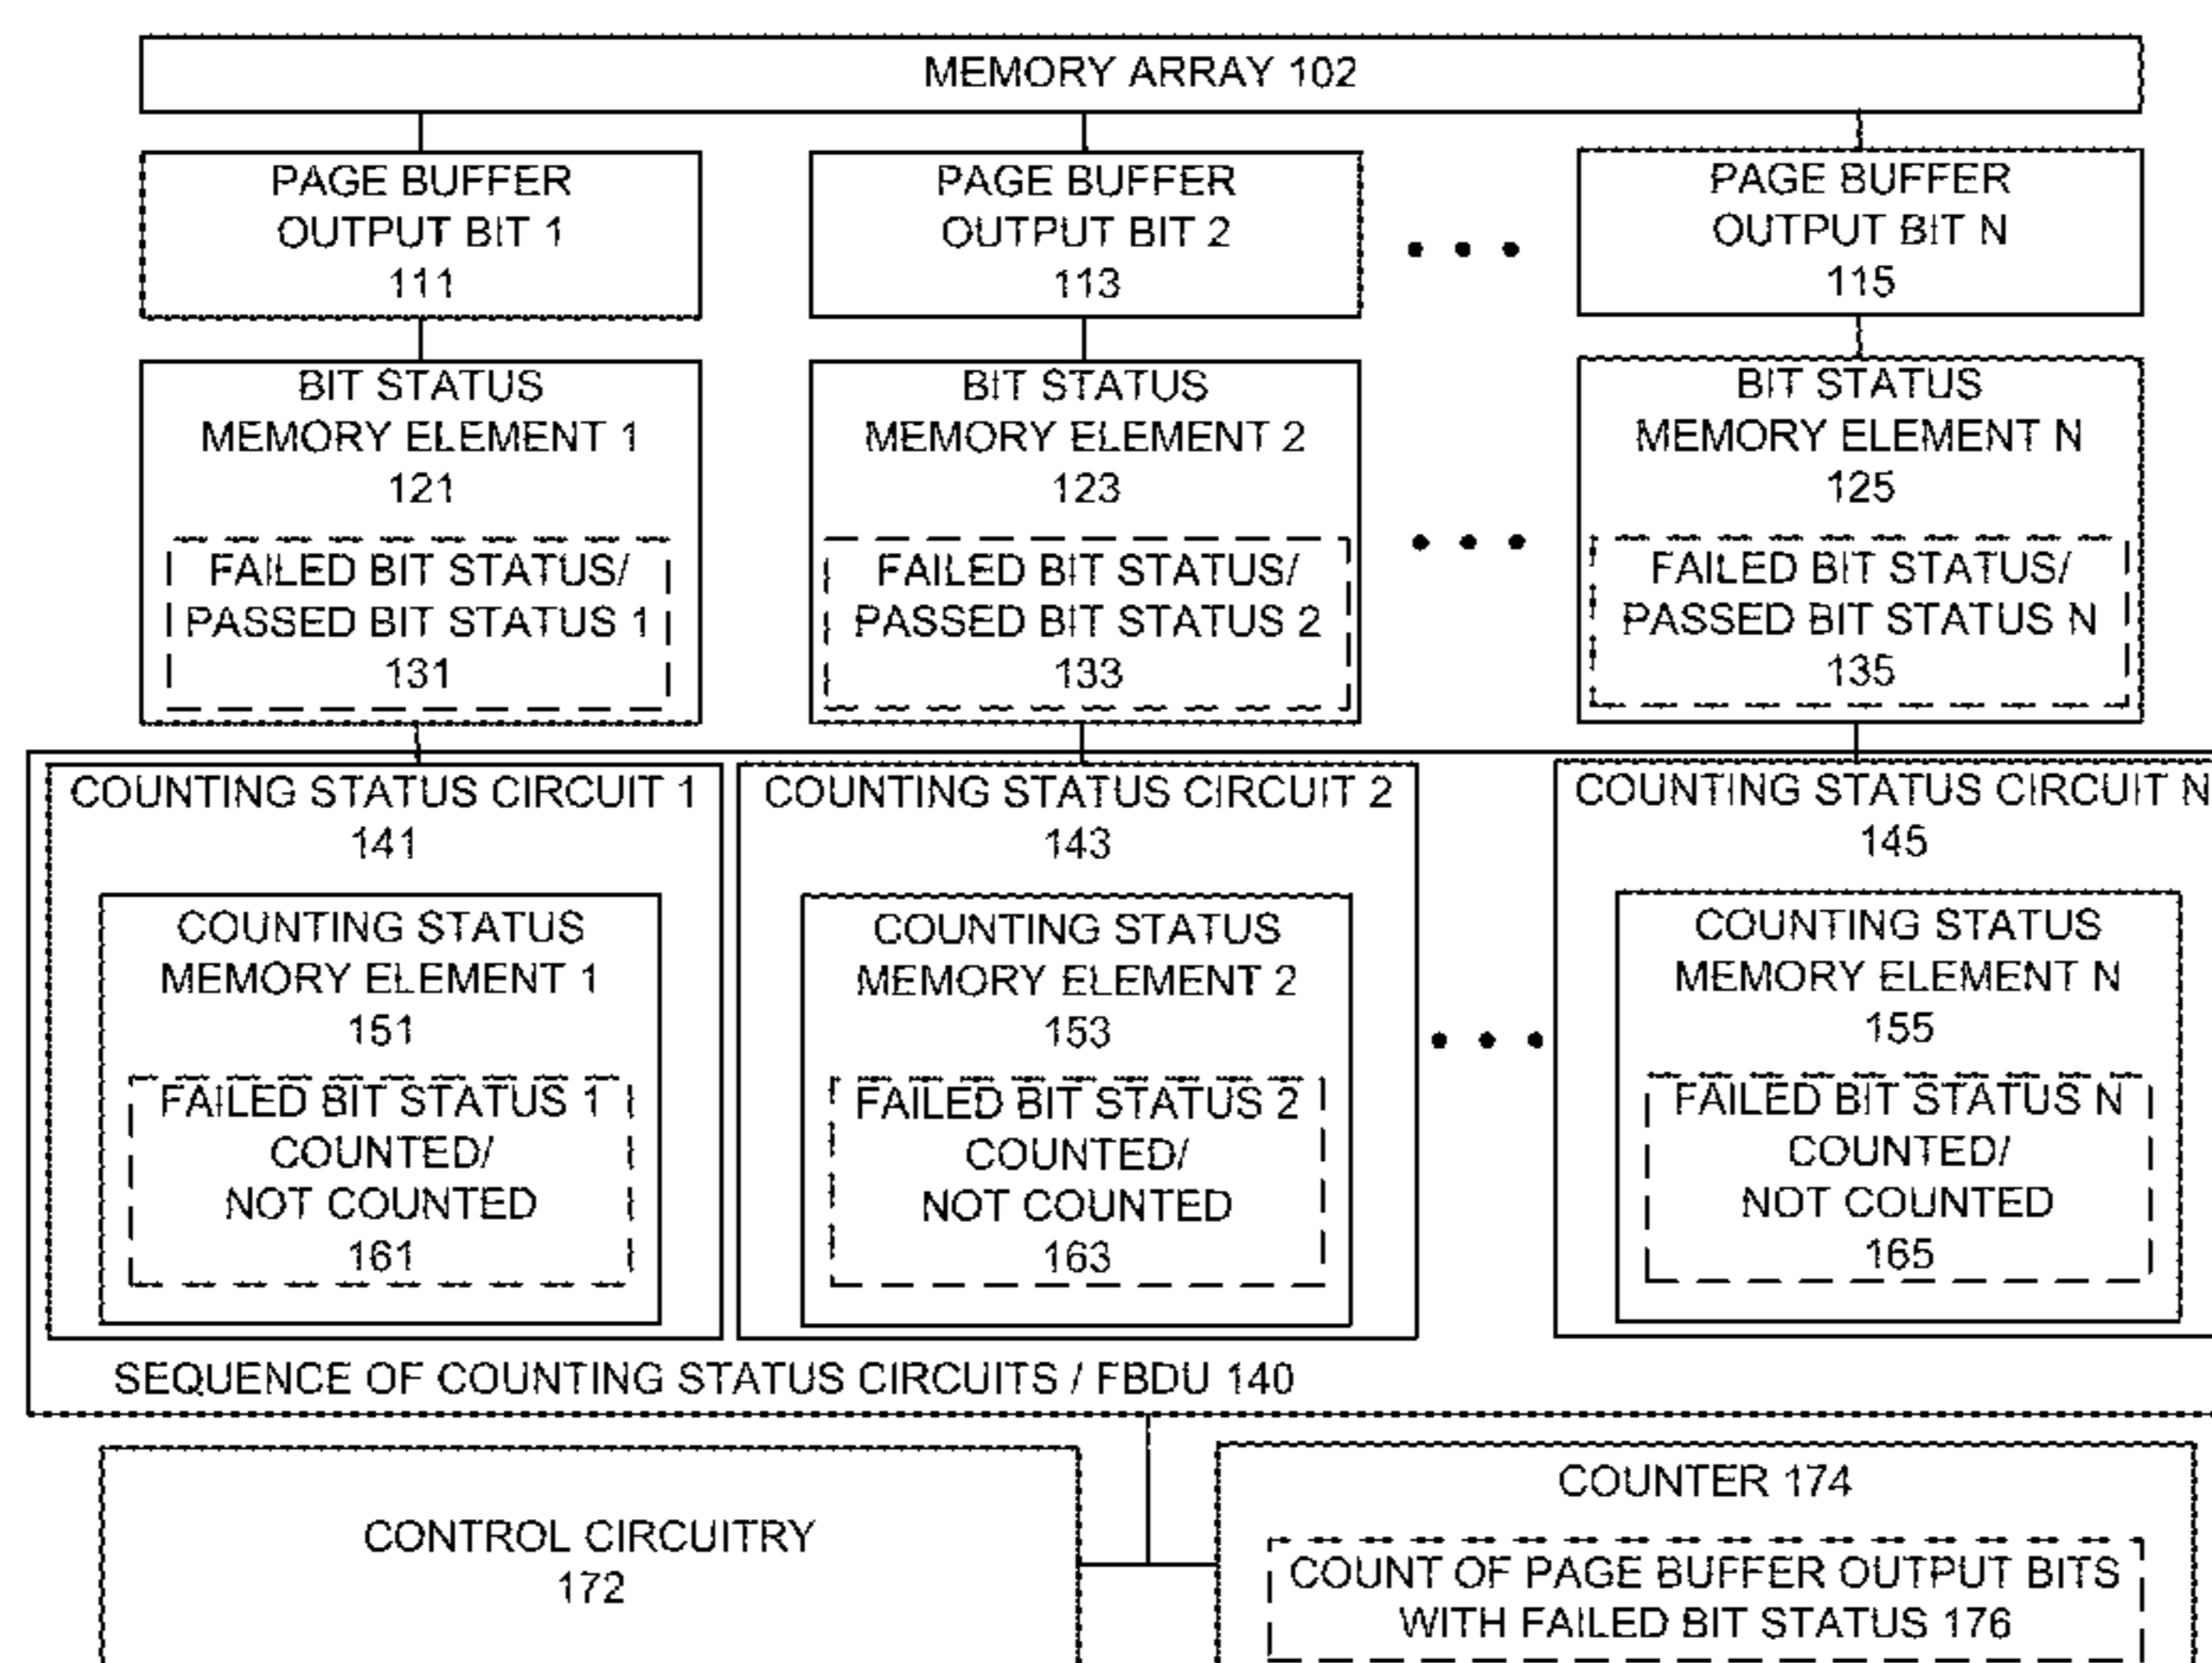 MEMORY ARRAY 102
PAGE BUFFER
OUTPUT BIT 1
111
PAGE BUFFER
OUTPUT BIT 2
113
PAGE BUFFER
OUTPUT BIT N
115
BIT STATUS
MEMORY ELEMENT 1
121
FAILED BIT STATUS/
PASSED BIT STATUS 1
131
BIT STATUS
MEMORY ELEMENT 2
123
FAILED BIT STATUS/
PASSED BIT STATUS 2
133
BIT STATUS
MEMORY ELEMENT N
125
FAILED BIT STATUS/
PASSED BIT STATUS N
135
COUNTING STATUS CIRCUIT 1
141
COUNTING STATUS
MEMORY ELEMENT 1
151
FAILED BIT STATUS 1
COUNTED/
NOT COUNTED
161
COUNTING STATUS CIRCUIT 2
143
COUNTING STATUS
MEMORY ELEMENT 2
153
FAILED BIT STATUS 2
COUNTED/
NOT COUNTED
163
COUNTING STATUS CIRCUIT N
145
COUNTING STATUS
MEMORY ELEMENT N
155
FAILED BIT STATUS N
COUNTED/
NOT COUNTED
165
SEQUENCE OF COUNTING STATUS CIRCUITS / FBDU 140
CONTROL CIRCUITRY
172
COUNTER 174
COUNT OF PAGE BUFFER OUTPUT BITS
WITH FAILED BIT STATUS 176